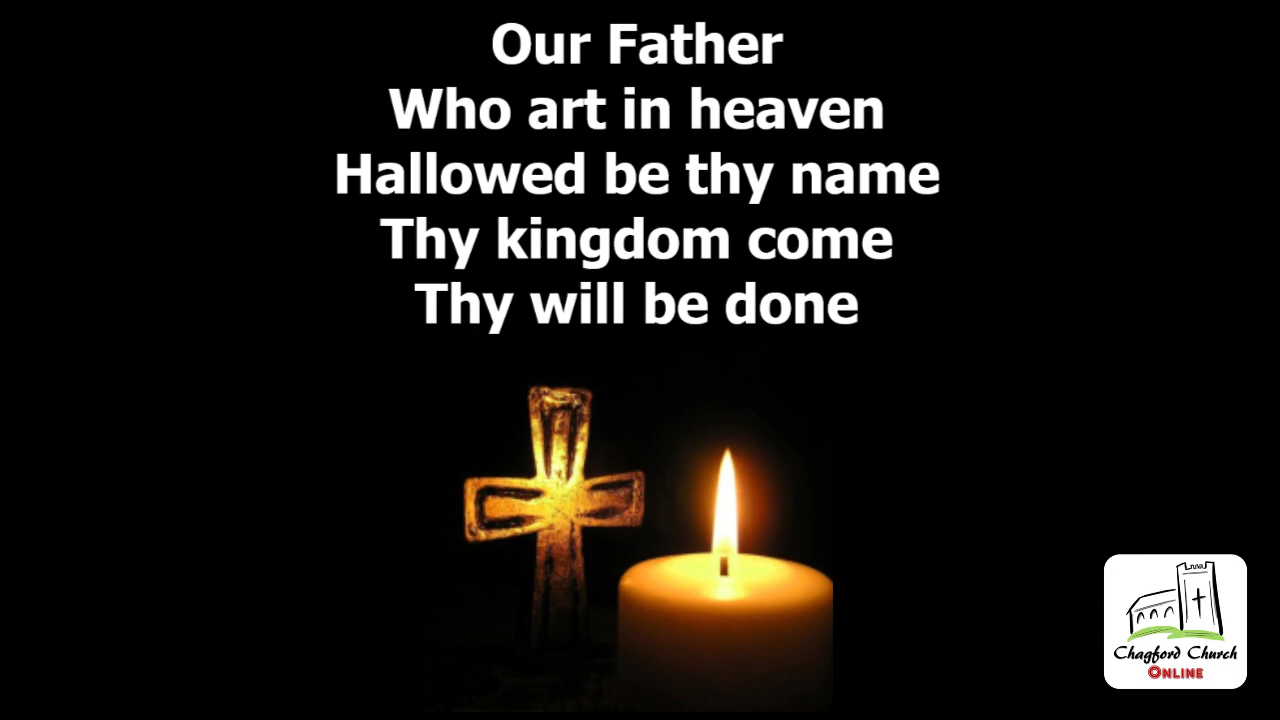 Our Father
Who art in heaven
Hallowed be thy name
Thy kingdom come
Thy will be done
Chagford Church
ONLINE